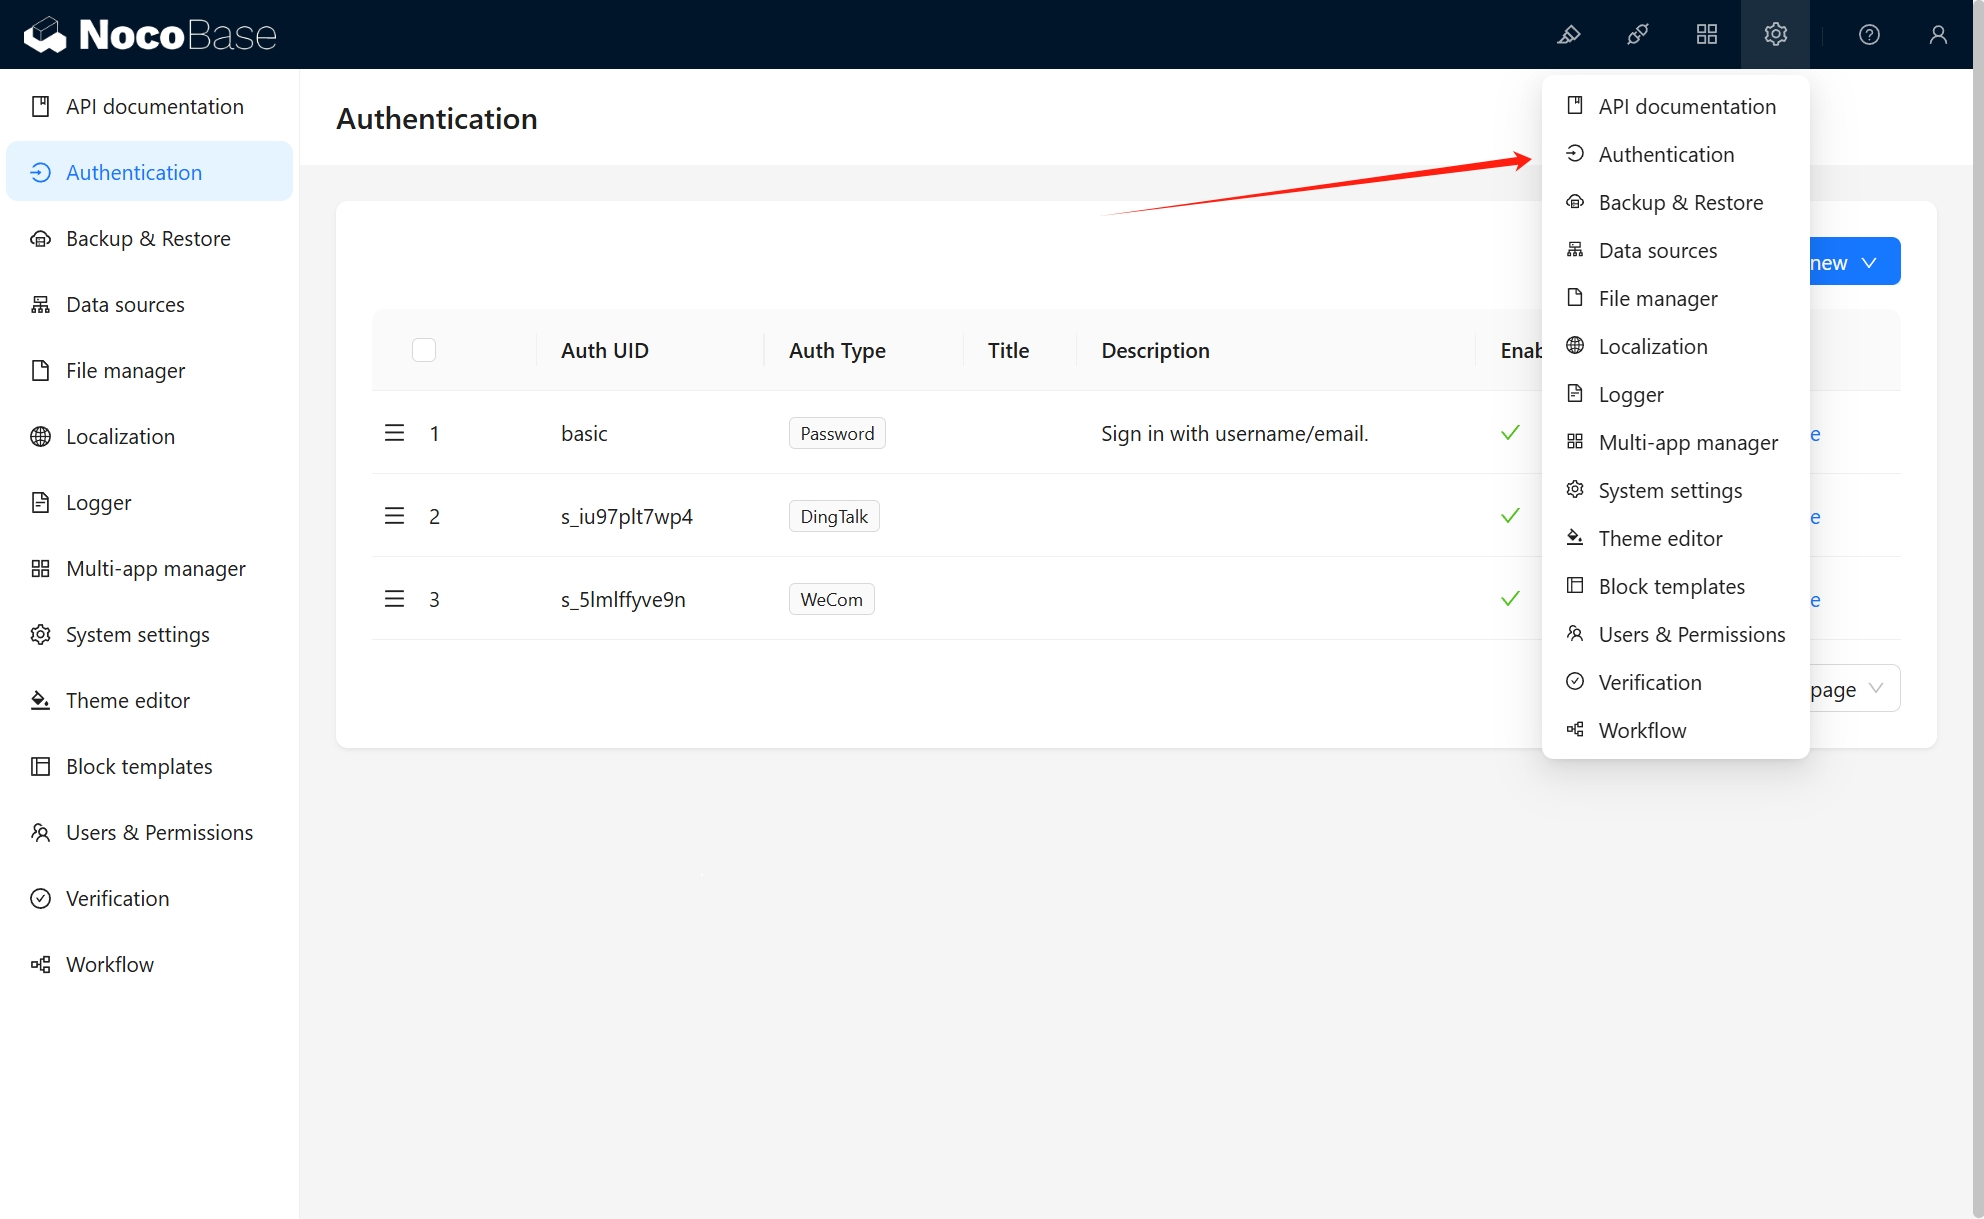 NocoBase
API documentation
Authentication
Backup & Restore
Data sources
File manager
Localization
Logger
Multi-app manager
System settings
Theme editor
Block templates
Users & Permissions
Verification
Workflow
Authentication
new
Auth UID Auth Type Title Description Enab
1 basic Password Sign in with username/email. e
2 s_iu97plt7wp4 DingTalk e
3 s_5lmlffyve9n WeCom e
page
API documentation
Authentication
Backup & Restore
Data sources
File manager
Localization
Logger
Multi-app manager
System settings
Theme editor
Block templates
Users & Permissions
Verification
Workflow